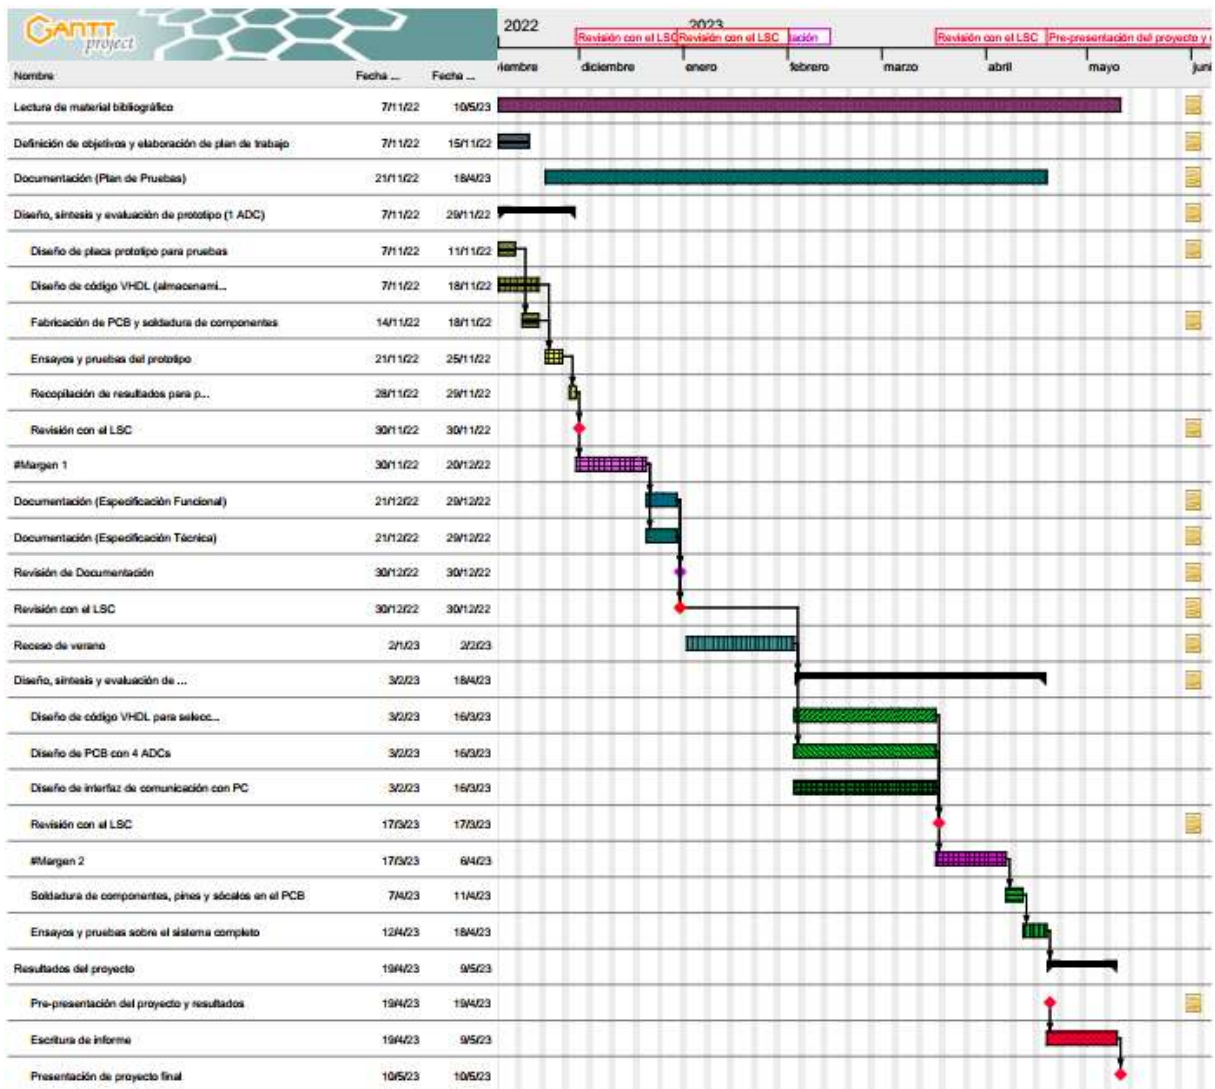 GANTT project
2022
2023
Revisión con el LSC Revisión con el LSC ación Revisión con el LSC Pre-presentación del proyecto y
Nombre Fecha ... Fecha ... iembre diciembre enero febrero marzo abril mayo juni
Lectura de material bibliográfico 7/11/22 10/5/23
Definición de objetivos y elaboración de plan de trabajo 7/11/22 15/11/22
Documentación (Plan de Pruebas) 21/11/22 18/4/23
Diseño, síntesis y evaluación de prototipo (1 ADC) 7/11/22 29/11/22
Diseño de placa prototipo para pruebas 7/11/22 11/11/22
Diseño de código VHDL (almacenami... 7/11/22 18/11/22
Fabricación de PCB y soldadura de componentes 14/11/22 18/11/22
Ensayos y pruebas del prototipo 21/11/22 25/11/22
Recopilación de resultados para p... 28/11/22 29/11/22
Revisión con el LSC 30/11/22 30/11/22
#Margen 1 30/11/22 20/12/22
Documentación (Especificación Funcional) 21/12/22 29/12/22
Documentación (Especificación Técnica) 21/12/22 29/12/22
Revisión de Documentación 30/12/22 30/12/22
Revisión con el LSC 30/12/22 30/12/22
Receso de verano 2/1/23 2/2/23
Diseño, síntesis y evaluación de ... 3/2/23 18/4/23
Diseño de código VHDL para selecc... 3/2/23 16/3/23
Diseño de PCB con 4 ADCs 3/2/23 16/3/23
Diseño de interfaz de comunicación con PC 3/2/23 16/3/23
Revisión con el LSC 17/3/23 17/3/23
#Margen 2 17/3/23 6/4/23
Soldadura de componentes, pines y sócalos en el PCB 7/4/23 11/4/23
Ensayos y pruebas sobre el sistema completo 12/4/23 18/4/23
Resultados del proyecto 19/4/23 9/5/23
Pre-presentación del proyecto y resultados 19/4/23 19/4/23
Escritura de informe 19/4/23 9/5/23
Presentación de proyecto final 10/5/23 10/5/23